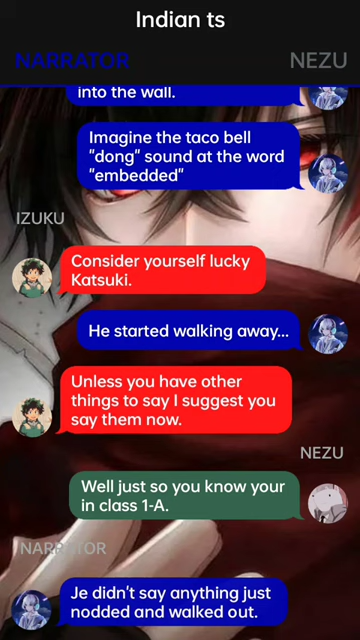 Indian ts
NARRATOR
NEZU
into the wall.
Imagine the taco bell
"dong" sound at the word
"embedded"
IZUKU
Consider yourself lucky
Katsuki.
He started walking away...
Unless you have other
things to say I suggest you
say them now.
NEZU
Well just so you know your
in class 1-A.
NARRATOR
Je didn't say anything just
nodded and walked out.